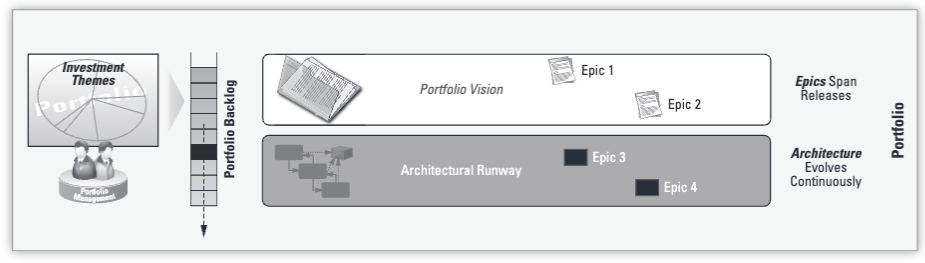 Investment
Themes
Portfolio
Portfolio
Management
Portfolio Backlog
Portfolio Vision
Epic 1
Epic 2
Architectural Runway
Epic 3
Epic 4
Epics Span
Releases
Architecture
Evolves
Continuously
Portfolio